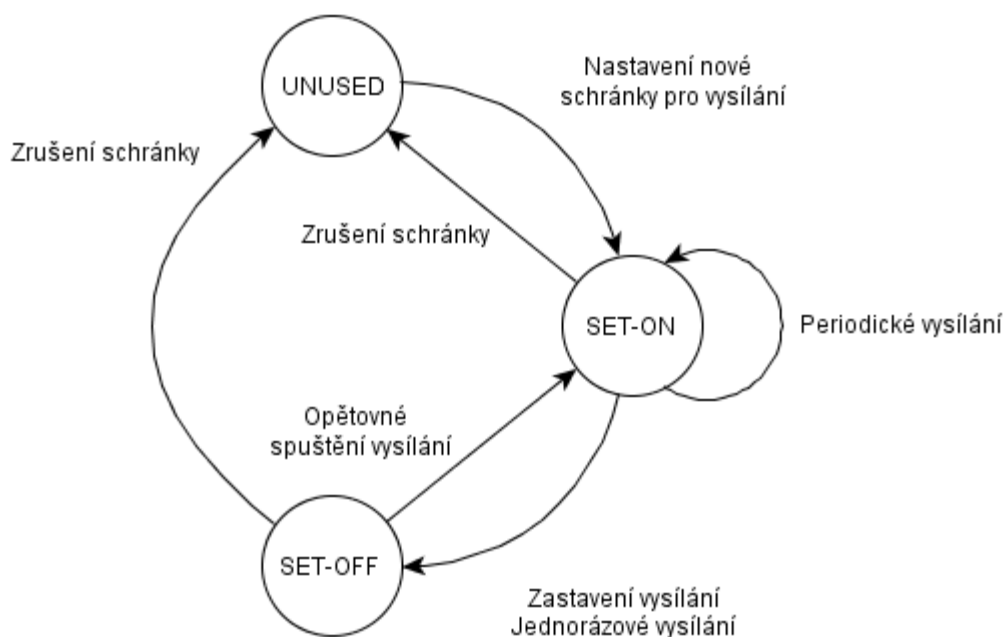 UNUSED
Nastavení nové
schránky pro vysílání
Zrušení schránky
Zrušení schránky
SET-ON
Periodické vysílání
Opětovné
spuštění vysílání
SET-OFF
Zastavení vysílání
Jednorázové vysílání